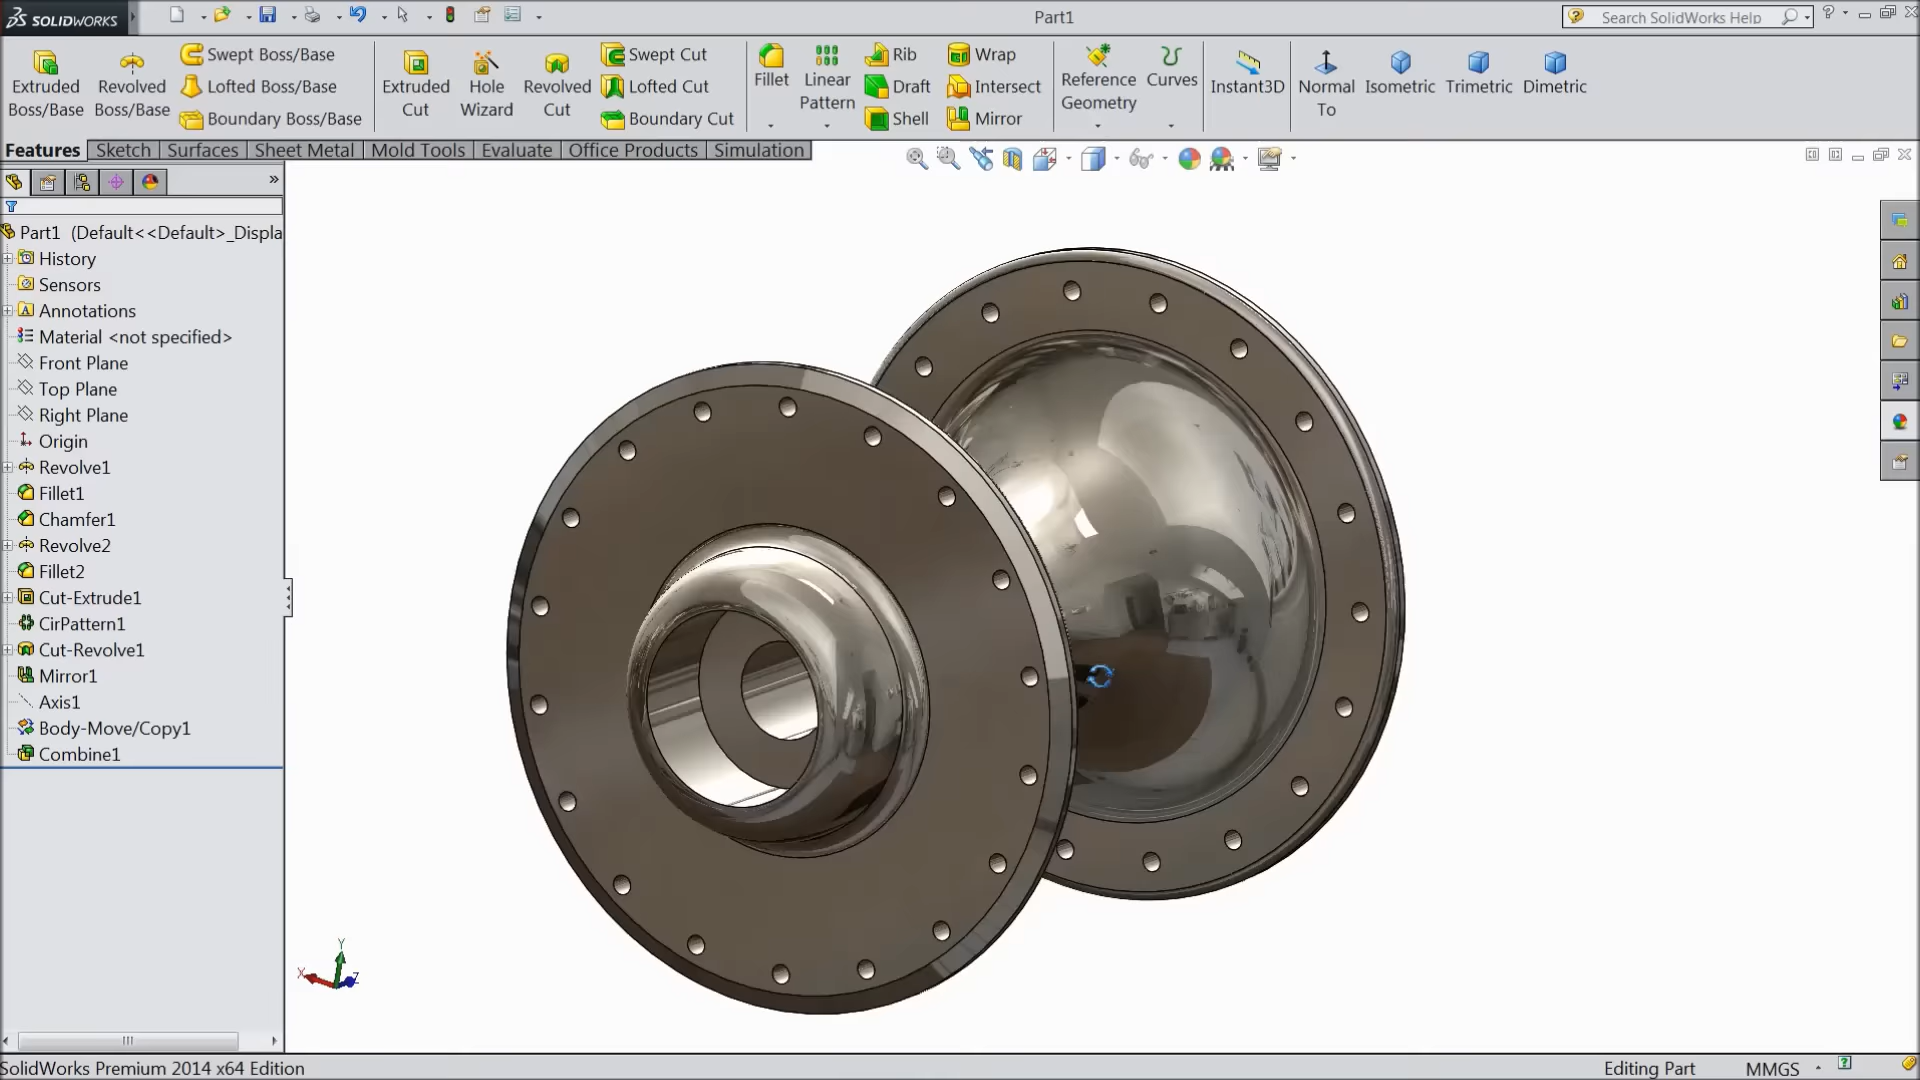 SOLIDWORKS
Part1
Search SolidWorks Help
Extruded Boss/Base
Revolved Boss/Base
Swept Boss/Base
Lofted Boss/Base
Boundary Boss/Base
Extruded Cut
Hole Wizard
Revolved Cut
Swept Cut
Lofted Cut
Boundary Cut
Fillet
Linear Pattern
Rib
Draft
Shell
Wrap
Intersect
Mirror
Reference Geometry
Curves
Instant3D
Normal To
Isometric
Trimetric
Dimetric
Features Sketch Surfaces Sheet Metal Mold Tools Evaluate Office Products Simulation
Part1 (Default<<Default>_Displa
History
Sensors
Annotations
Material <not specified>
Front Plane
Top Plane
Right Plane
Origin
Revolve1
Fillet1
Chamfer1
Revolve2
Fillet2
Cut-Extrude1
CirPattern1
Cut-Revolve1
Mirror1
Axis1
Body-Move/Copy1
Combine1
Y
X
Z
SolidWorks Premium 2014 x64 Edition
Editing Part
MMGS